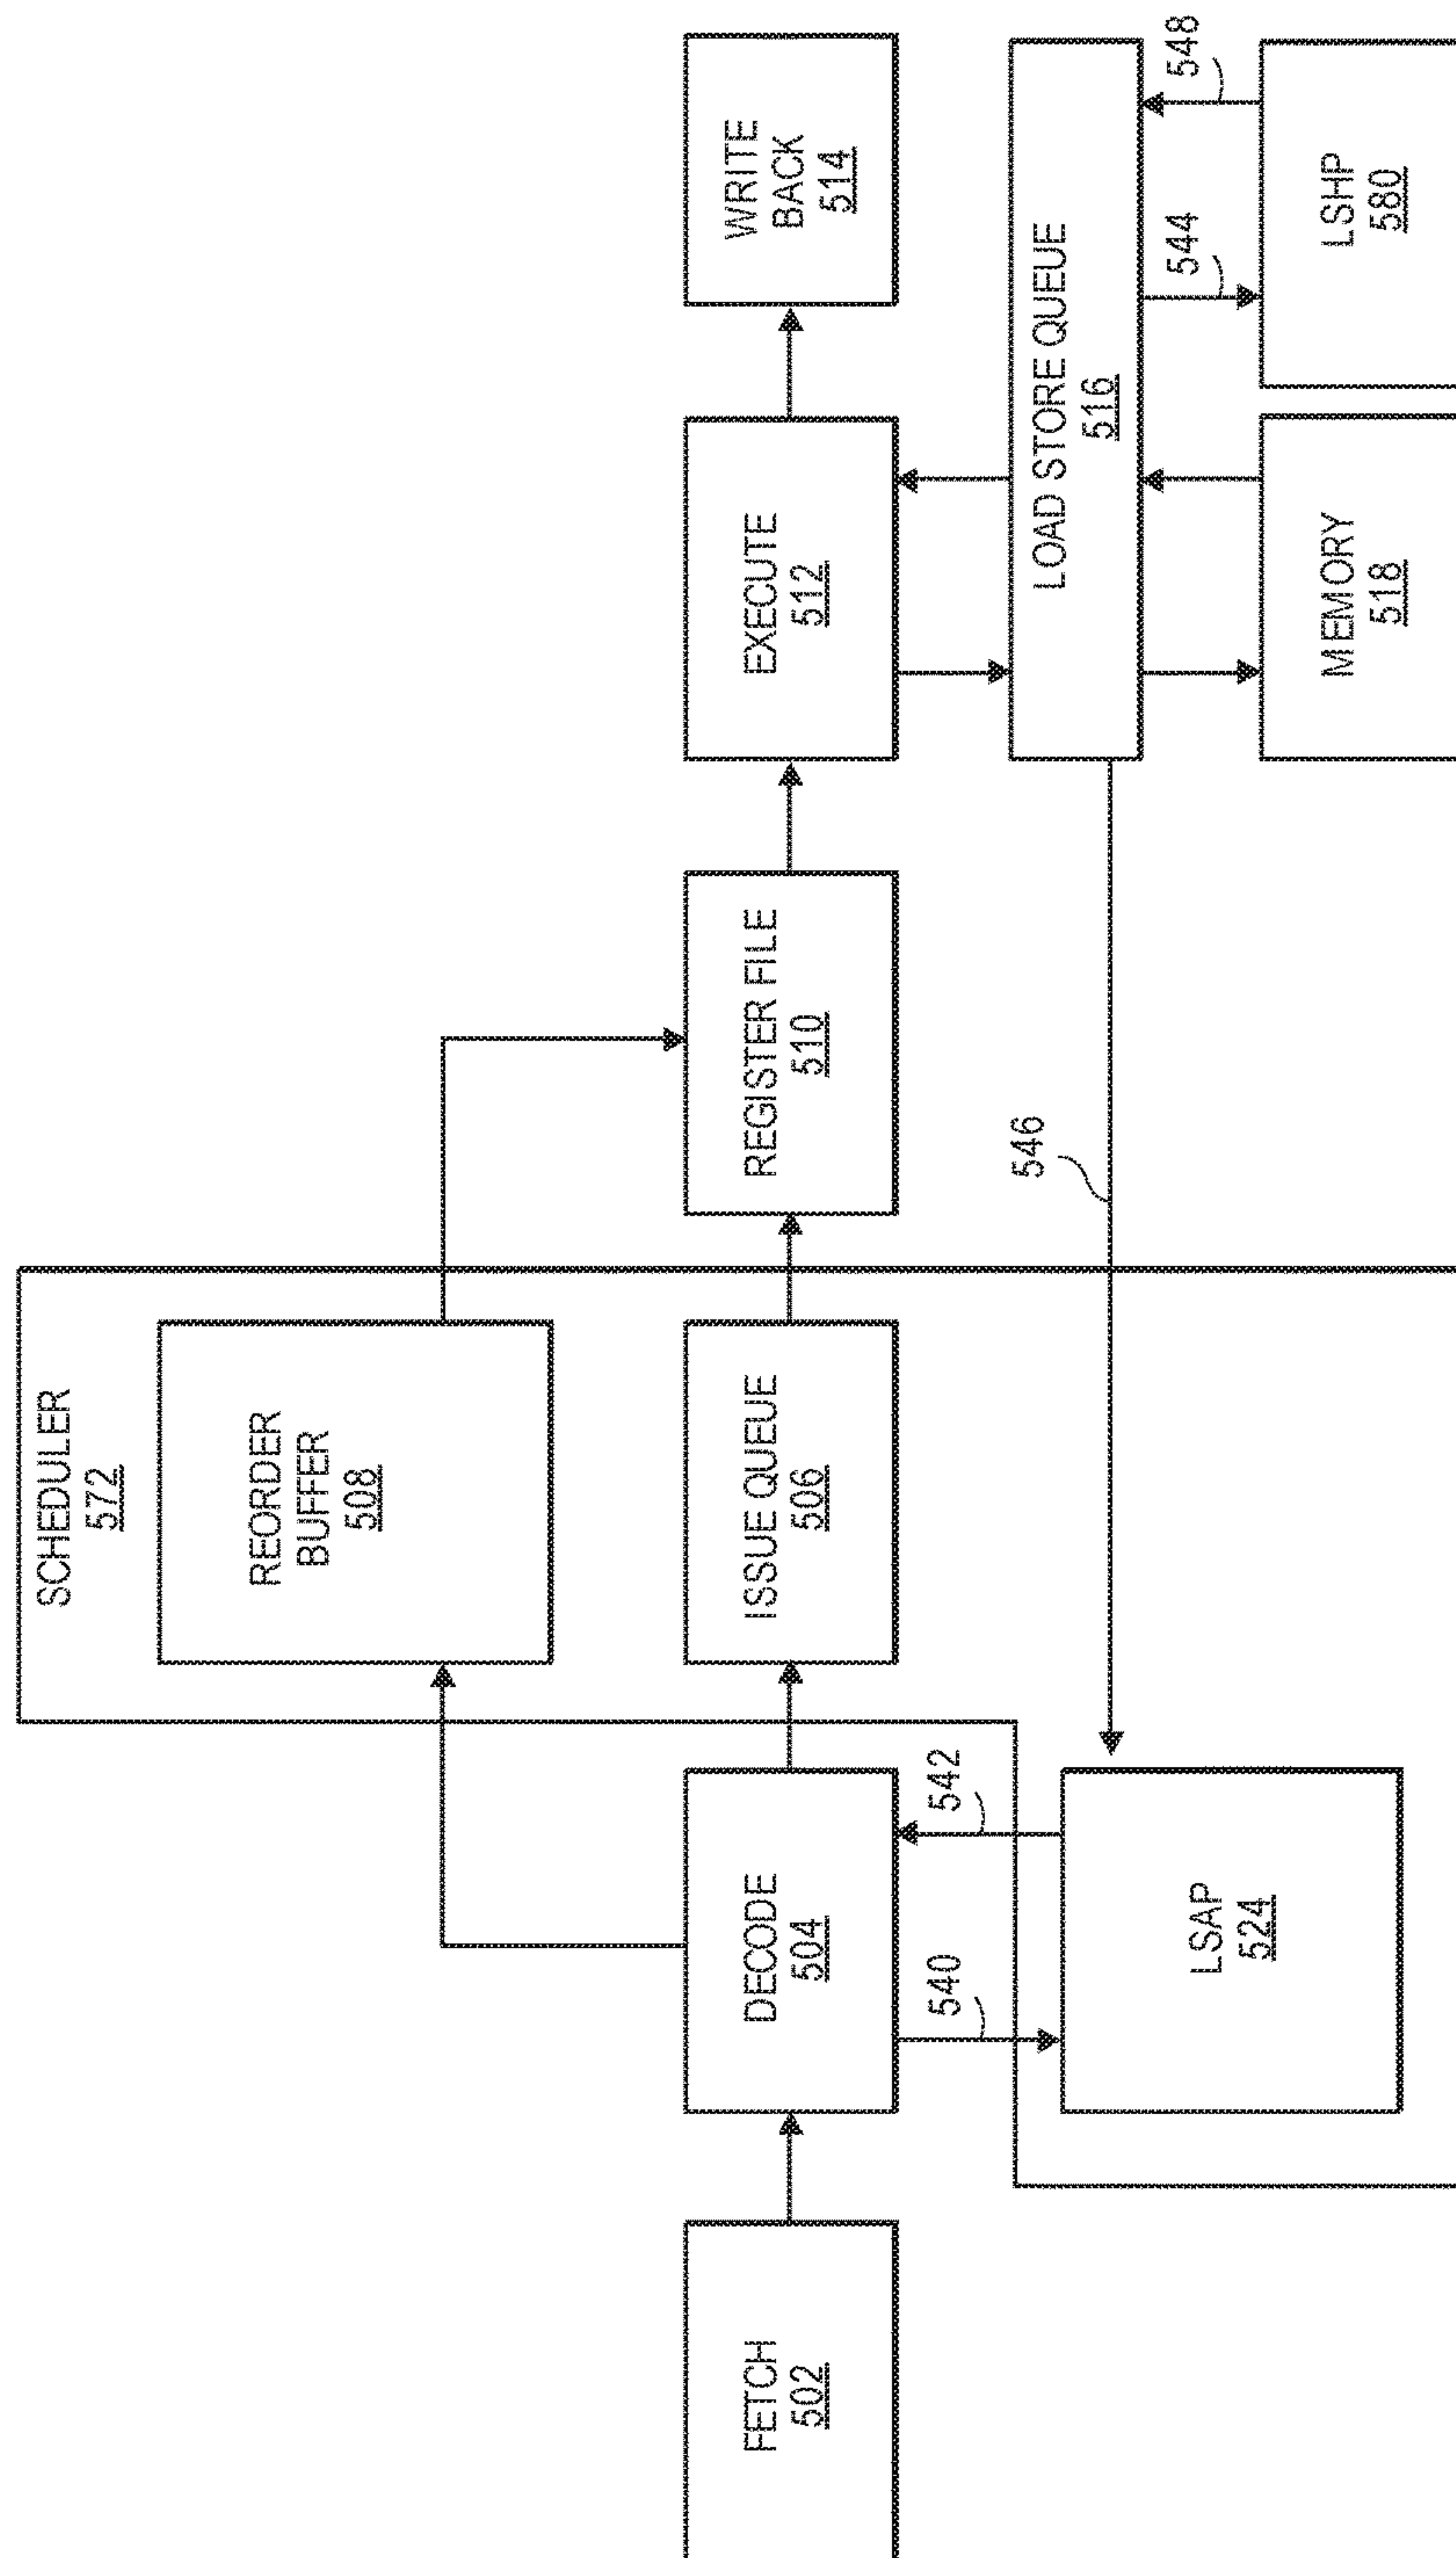 SCHEDULER
572
REORDER
BUFFER
508
FETCH
502
DECODE
504
ISSUE QUEUE
506
REGISTER FILE
510
EXECUTE
512
WRITE
BACK
514
540
542
546
LOAD STORE QUEUE
516
LSAP
524
544
548
MEMORY
518
LSHP
580